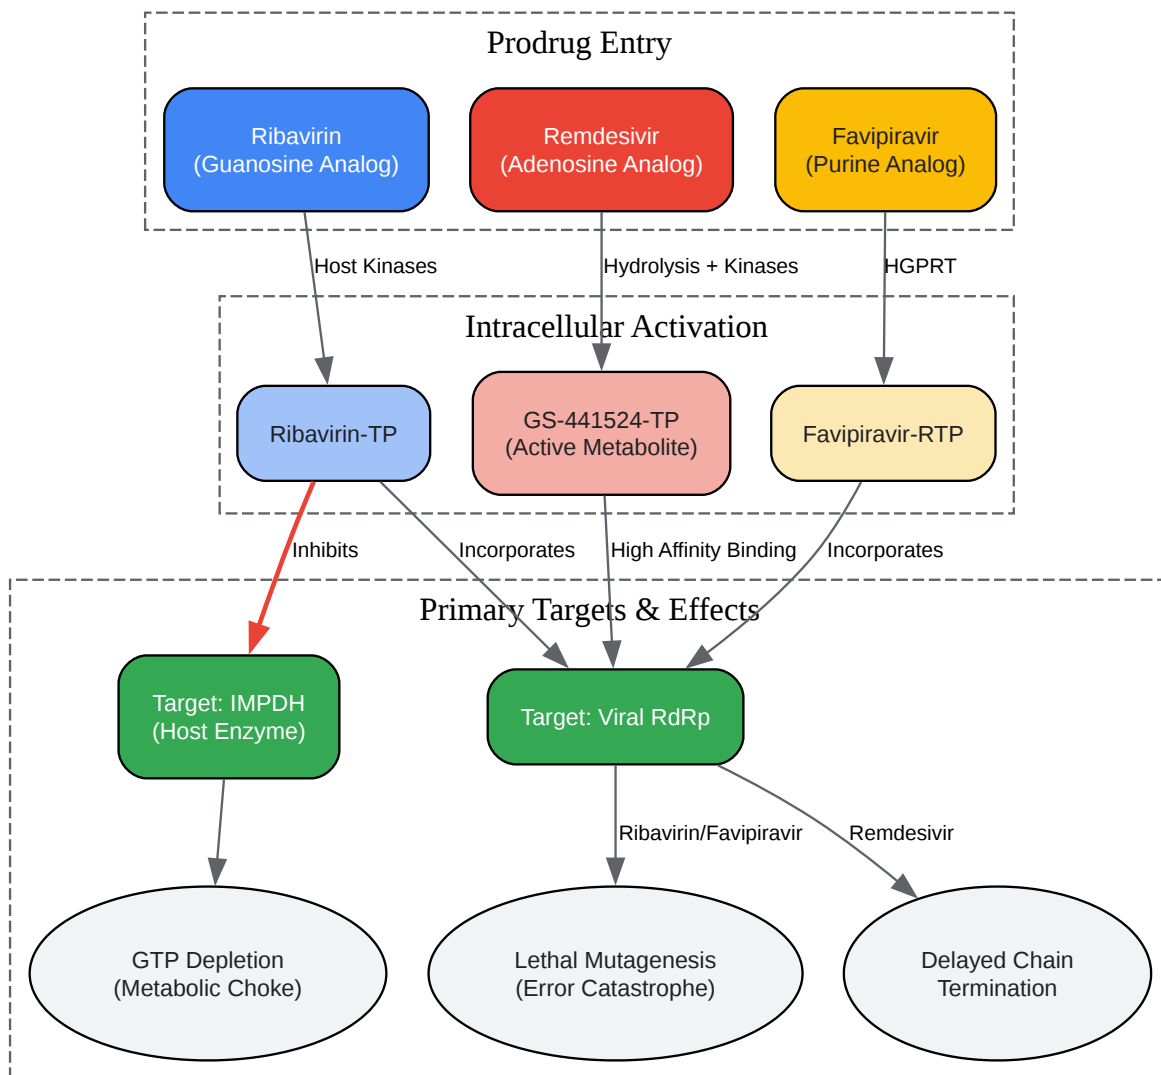 Prodrug Entry
Ribavirin
(Guanosine Analog)
Remdesivir
(Adenosine Analog)
Favipiravir
(Purine Analog)
Host Kinases
Hydrolysis + Kinases
HGPRT
Intracellular Activation
Ribavirin-TP
GS-441524-TP
(Active Metabolite)
Favipiravir-RTP
Inhibits
Incorporates
High Affinity Binding
Incorporates
Primary Targets & Effects
Target: IMPDH
(Host Enzyme)
Target: Viral RdRp
Ribavirin/Favipiravir
Remdesivir
GTP Depletion
(Metabolic Choke)
Lethal Mutagenesis
(Error Catastrophe)
Delayed Chain
Termination